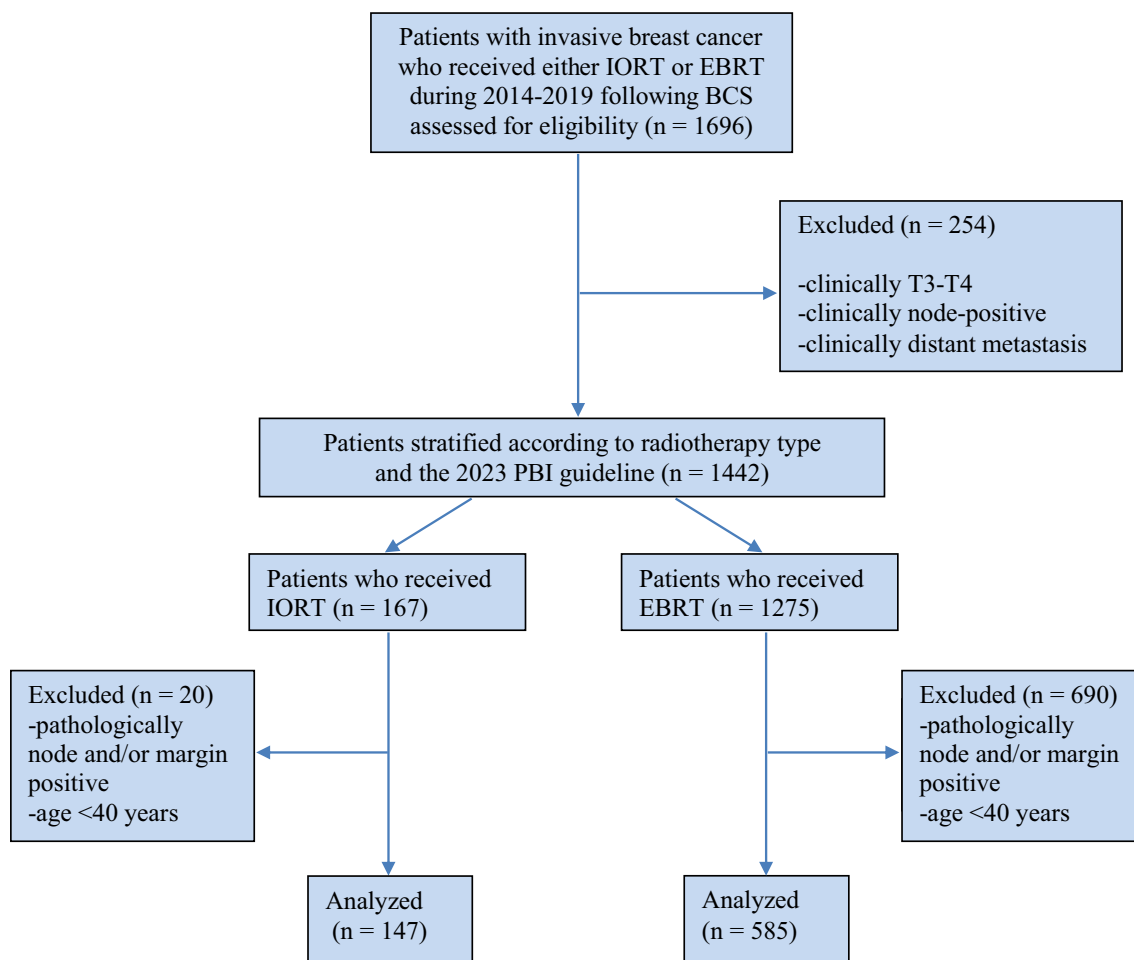 Patients with invasive breast cancer
who received either IORT or EBRT
during 2014-2019 following BCS
assessed for eligibility (n = 1696)
Excluded (n = 254)
-clinically T3-T4
-clinically node-positive
-clinically distant metastasis
Patients stratified according to radiotherapy type
and the 2023 PBI guideline (n = 1442)
Patients who received
IORT (n = 167)
Patients who received
EBRT (n = 1275)
Excluded (n = 20)
-pathologically
node and/or margin
positive
-age <40 years
Excluded (n = 690)
-pathologically
node and/or margin
positive
-age <40 years
Analyzed
(n = 147)
Analyzed
(n = 585)